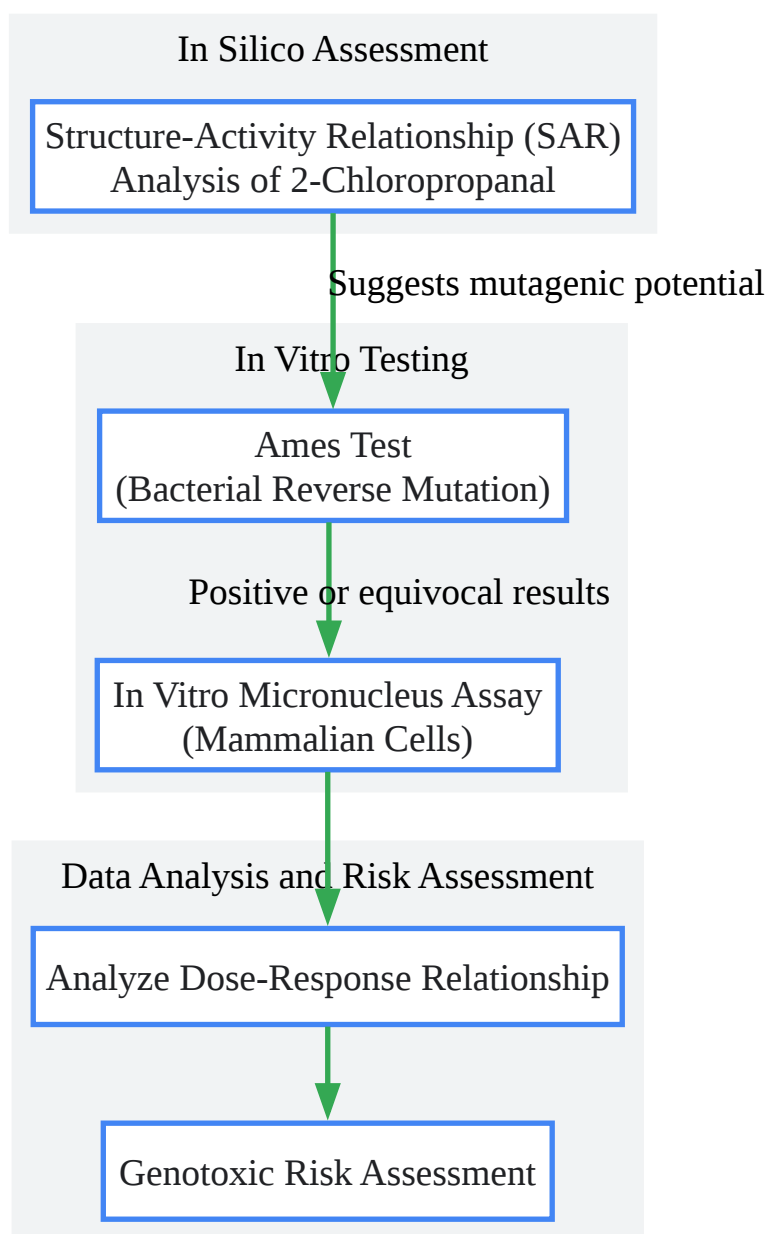 In Silico Assessment
Structure-Activity Relationship (SAR)
Analysis of 2-Chloropropanal
Suggests mutagenic potential
In Vitro Testing
Ames Test
(Bacterial Reverse Mutation)
Positive or equivocal results
In Vitro Micronucleus Assay
(Mammalian Cells)
Data Analysis and Risk Assessment
Analyze Dose-Response Relationship
Genotoxic Risk Assessment